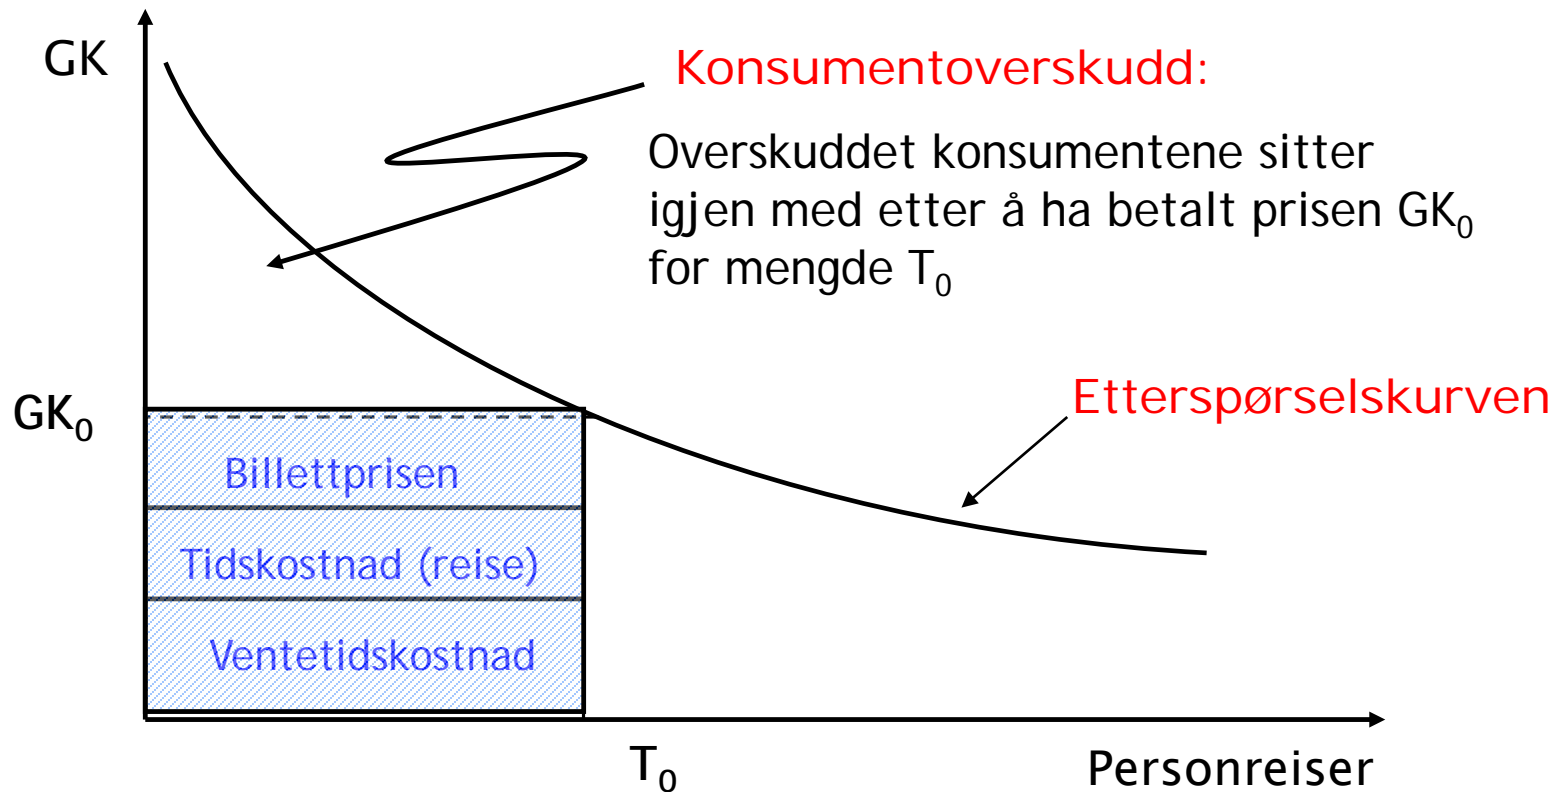 GK
Konsumentoverskudd:
Overskuddet konsumentene sitter
igjen med etter å ha betalt prisen GK₀
for mengde T₀
GK₀
Etterspørselskurven
Billettprisen
Tidskostnad (reise)
Ventetidskostnad
T₀
Personreiser